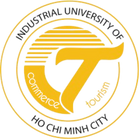 INDUSTRIAL UNIVERSITY OF
HO CHI MINH CITY
commerce
tourism